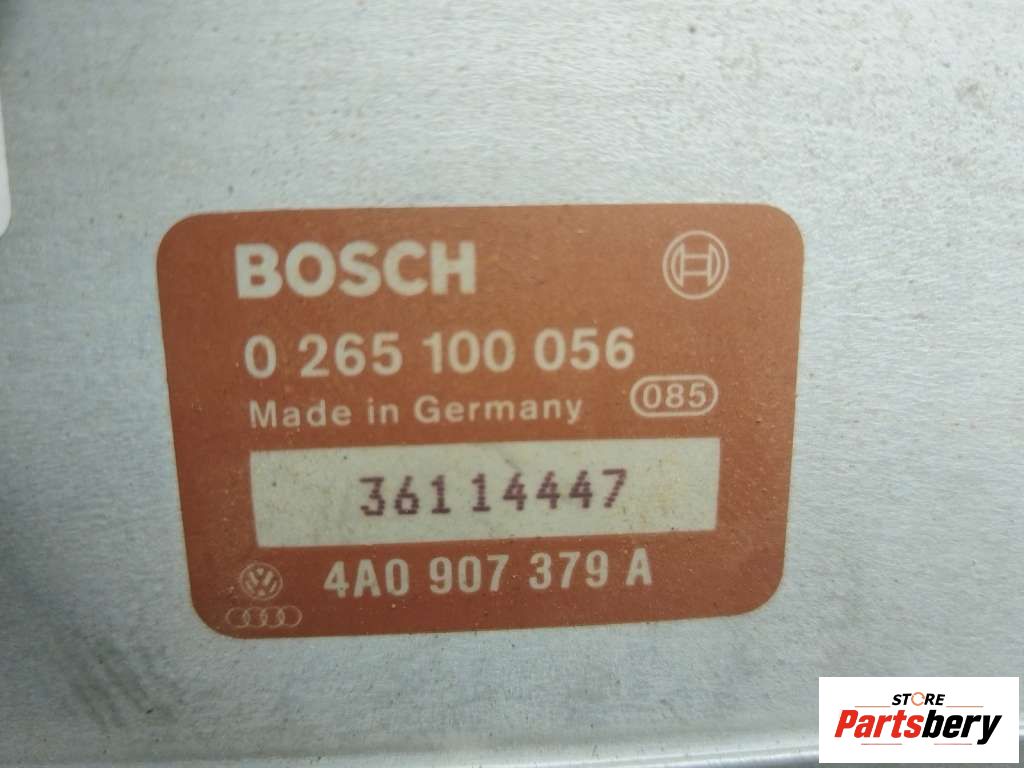 BOSCH
0 265 100 056
Made in Germany
085
36114447
4A0 907 379 A
STORE
Partsbery